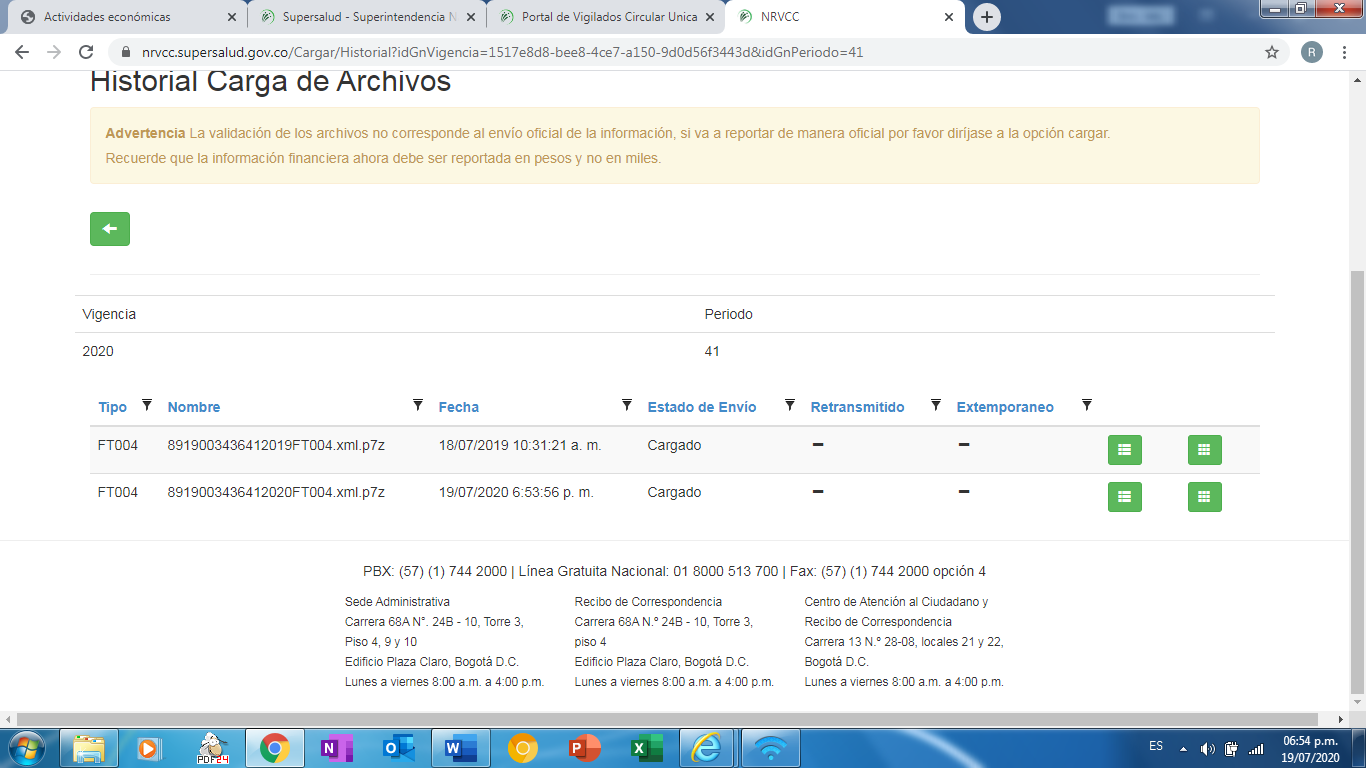 Actividades económicas
Supersalud - Superintendencia N
Portal de Vigilados Circular Unica
NRVCC
nrvcc.supersalud.gov.co/Cargar/Historial?idGnVigencia=1517e8d8-bee8-4ce7-a150-9d0d56f3443d&idGnPeriodo=41
R
Historial Carga de Archivos
Advertencia La validación de los archivos no corresponde al envío oficial de la información, si va a reportar de manera oficial por favor diríjase a la opción cargar.
Recuerde que la información financiera ahora debe ser reportada en pesos y no en miles.
Vigencia Periodo
2020 41
Tipo Nombre Fecha Estado de Envío Retransmitido Extemporaneo
FT004 8919003436412019FT004.xml.p7z 18/07/2019 10:31:21 a. m. Cargado
FT004 8919003436412020FT004.xml.p7z 19/07/2020 6:53:56 p. m. Cargado
PBX: (57) (1) 744 2000 | Línea Gratuita Nacional: 01 8000 513 700 | Fax: (57) (1) 744 2000 opción 4
Sede Administrativa
Carrera 68A N°. 24B - 10, Torre 3,
Piso 4, 9 y 10
Edificio Plaza Claro, Bogotá D.C.
Lunes a viernes 8:00 a.m. a 4:00 p.m.
Recibo de Correspondencia
Carrera 68A N.º 24B - 10, Torre 3,
piso 4
Edificio Plaza Claro, Bogotá D.C.
Lunes a viernes 8:00 a.m. a 4:00 p.m.
Centro de Atención al Ciudadano y
Recibo de Correspondencia
Carrera 13 N.º 28-08, locales 21 y 22,
Bogotá D.C.
Lunes a viernes 8:00 a.m. a 4:00 p.m.
PDF24
ES
06:54 p.m.
19/07/2020